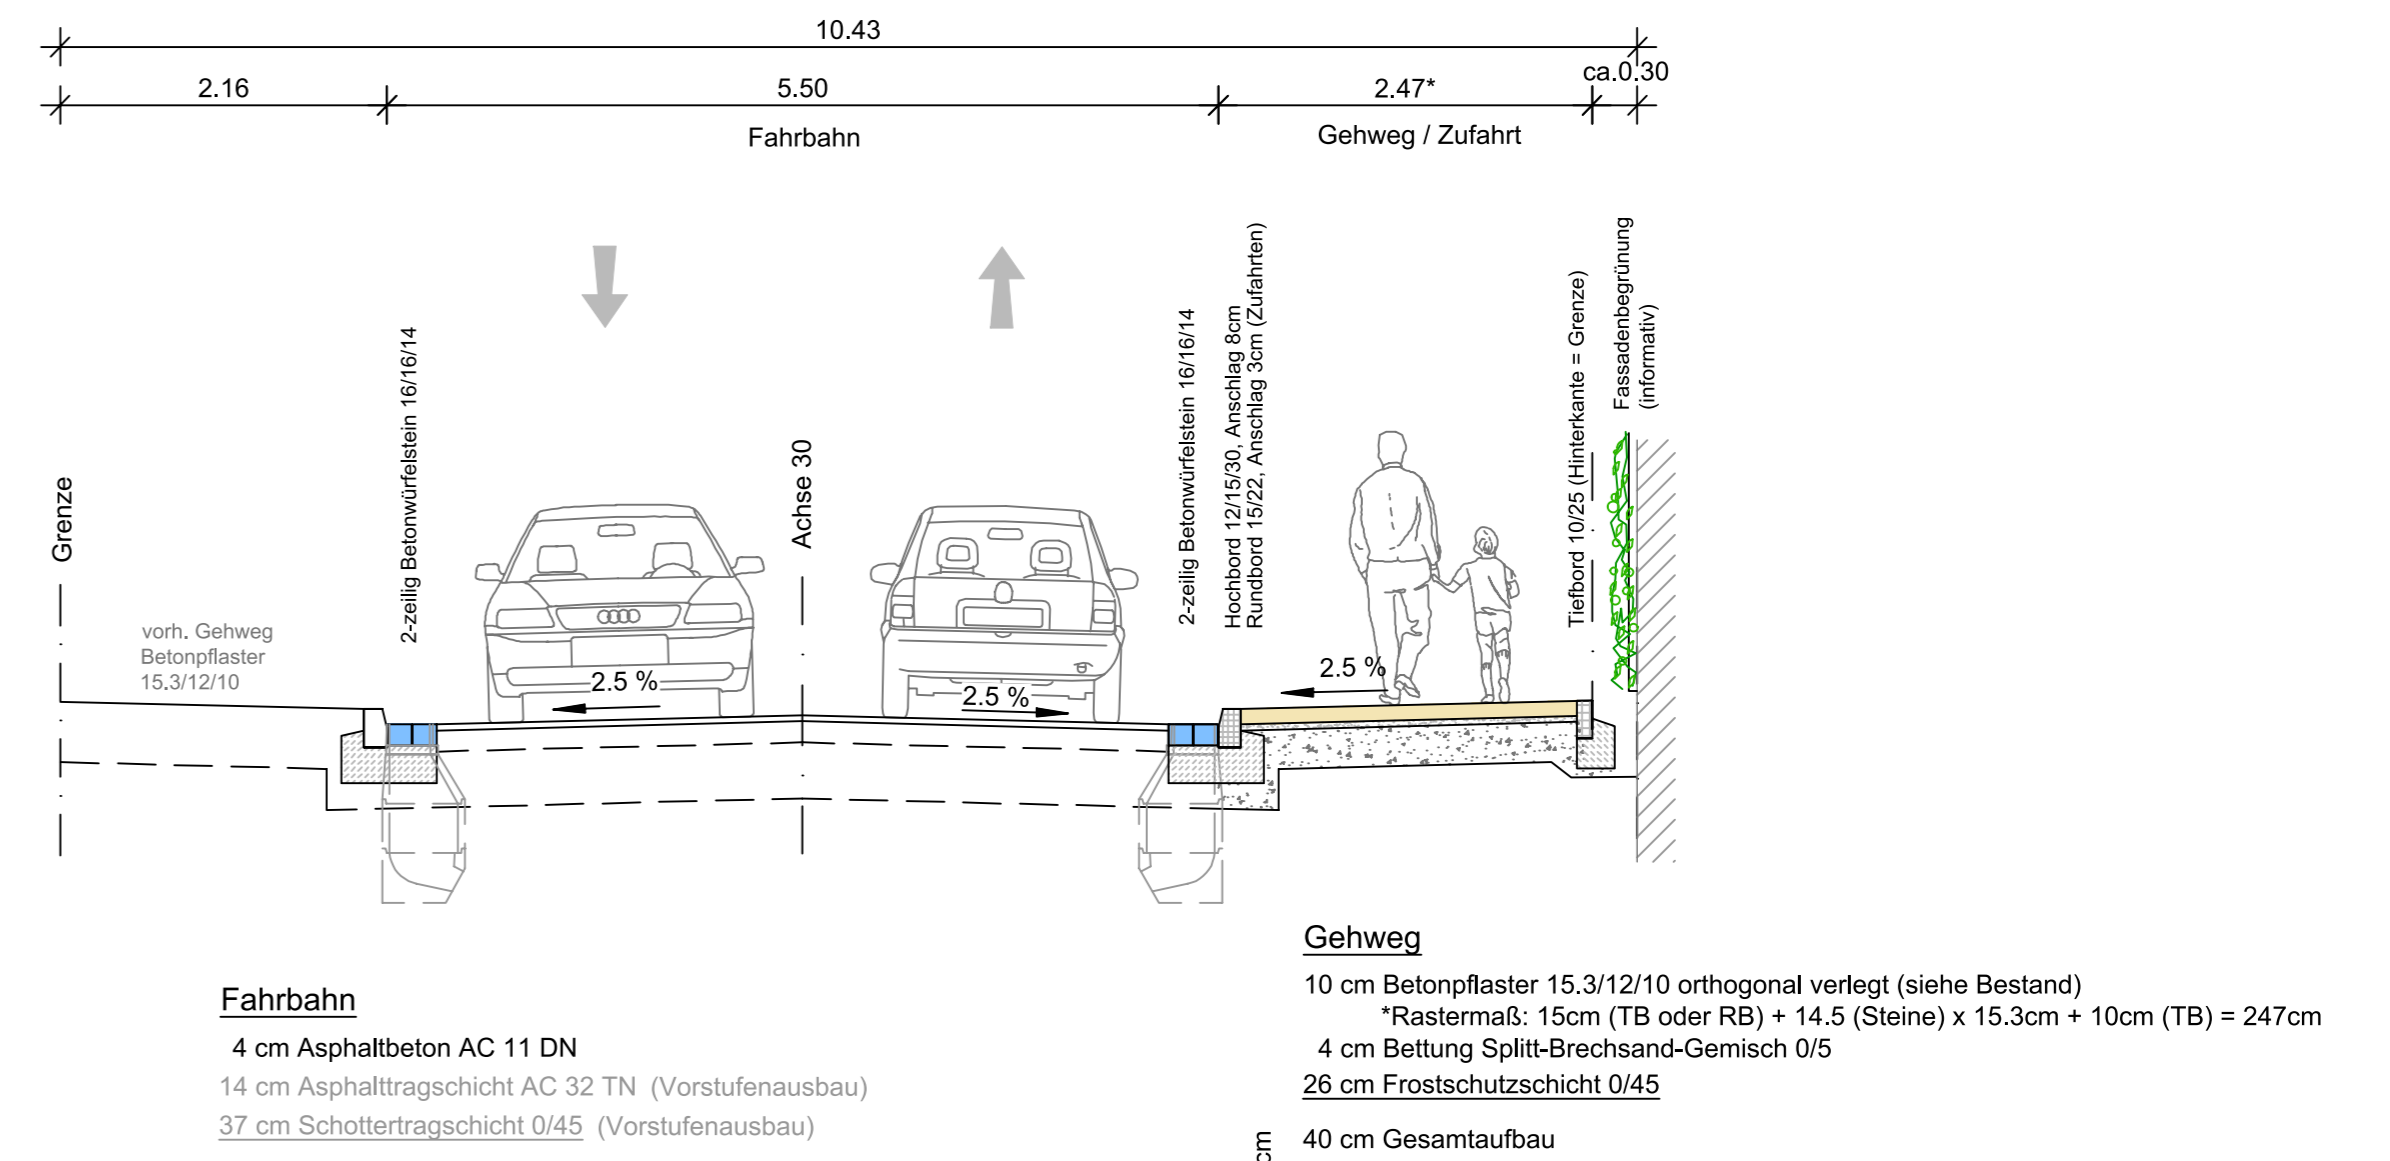 10.43
2.16
5.50
2.47*
ca.0.30
Fahrbahn
Gehweg / Zufahrt
Grenze
vorh. Gehweg
Betonpflaster
15.3/12/10
2-zeilig Betonwürfelstein 16/16/14
Achse 30
2-zeilig Betonwürfelstein 16/16/14
Hochbord 12/15/30, Anschlag 8cm
Rundbord 15/22, Anschlag 3cm (Zufahrten)
Tiefbord 10/25 (Hinterkante = Grenze)
Fassadenbegrünung
(informativ)
2.5 %
2.5 %
2.5 %
Fahrbahn
4 cm Asphaltbeton AC 11 DN
14 cm Asphalttragschicht AC 32 TN (Vorstufenausbau)
37 cm Schottertragschicht 0/45 (Vorstufenausbau)
Gehweg
10 cm Betonpflaster 15.3/12/10 orthogonal verlegt (siehe Bestand)
*Rastermaß: 15cm (TB oder RB) + 14.5 (Steine) x 15.3cm + 10cm (TB) = 247cm
4 cm Bettung Splitt-Brechsand-Gemisch 0/5
26 cm Frostschutzschicht 0/45
40 cm Gesamtaufbau
cm